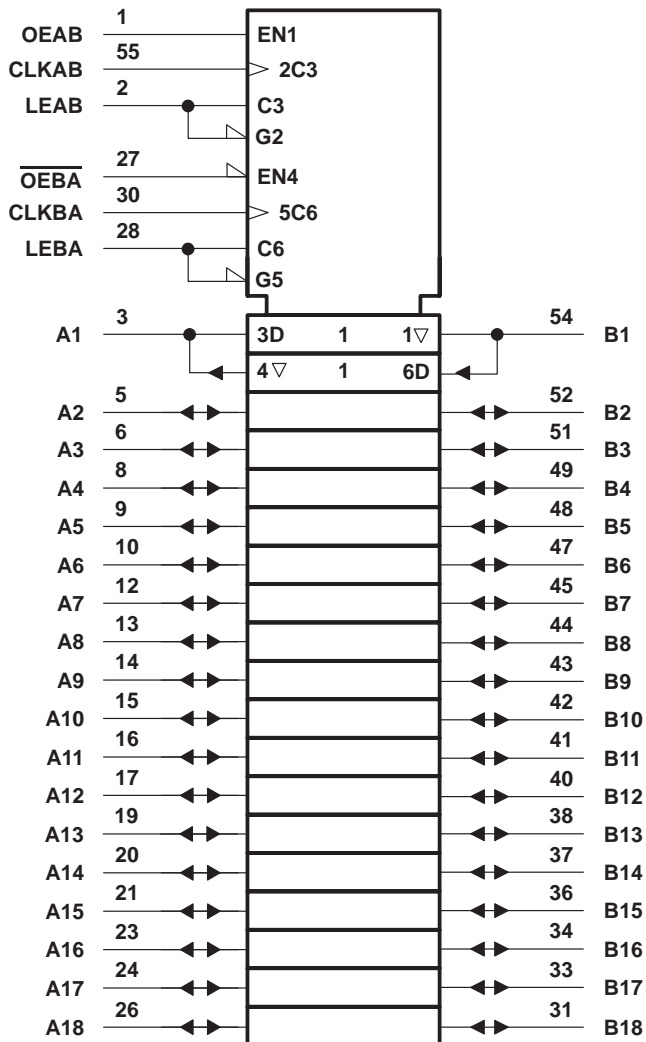 OEAB 1 EN1
CLKAB 55 2C3
LEAB 2 C3
G2
OEBA 27 EN4
CLKBA 30 5C6
LEBA 28 C6
G5
A1 3 3D 1 1▽ 54 B1
4▽ 1 6D
A2 5 52 B2
A3 6 51 B3
A4 8 49 B4
A5 9 48 B5
A6 10 47 B6
A7 12 45 B7
A8 13 44 B8
A9 14 43 B9
A10 15 42 B10
A11 16 41 B11
A12 17 40 B12
A13 19 38 B13
A14 20 37 B14
A15 21 36 B15
A16 23 34 B16
A17 24 33 B17
A18 26 31 B18